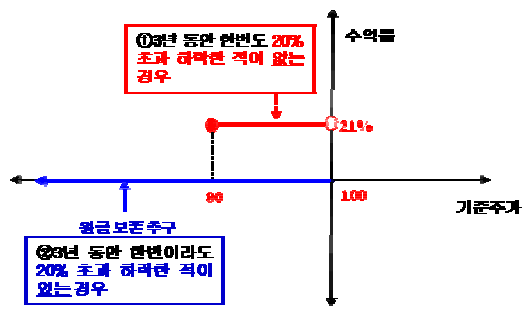 수익률
①3년 동안 한번도 20%
초과 하락한 적이 없는
경우
21%
80
100
기준주가
원금 보존 추구
②3년 동안 한번이라도
20% 초과 하락한 적이
없는 경우